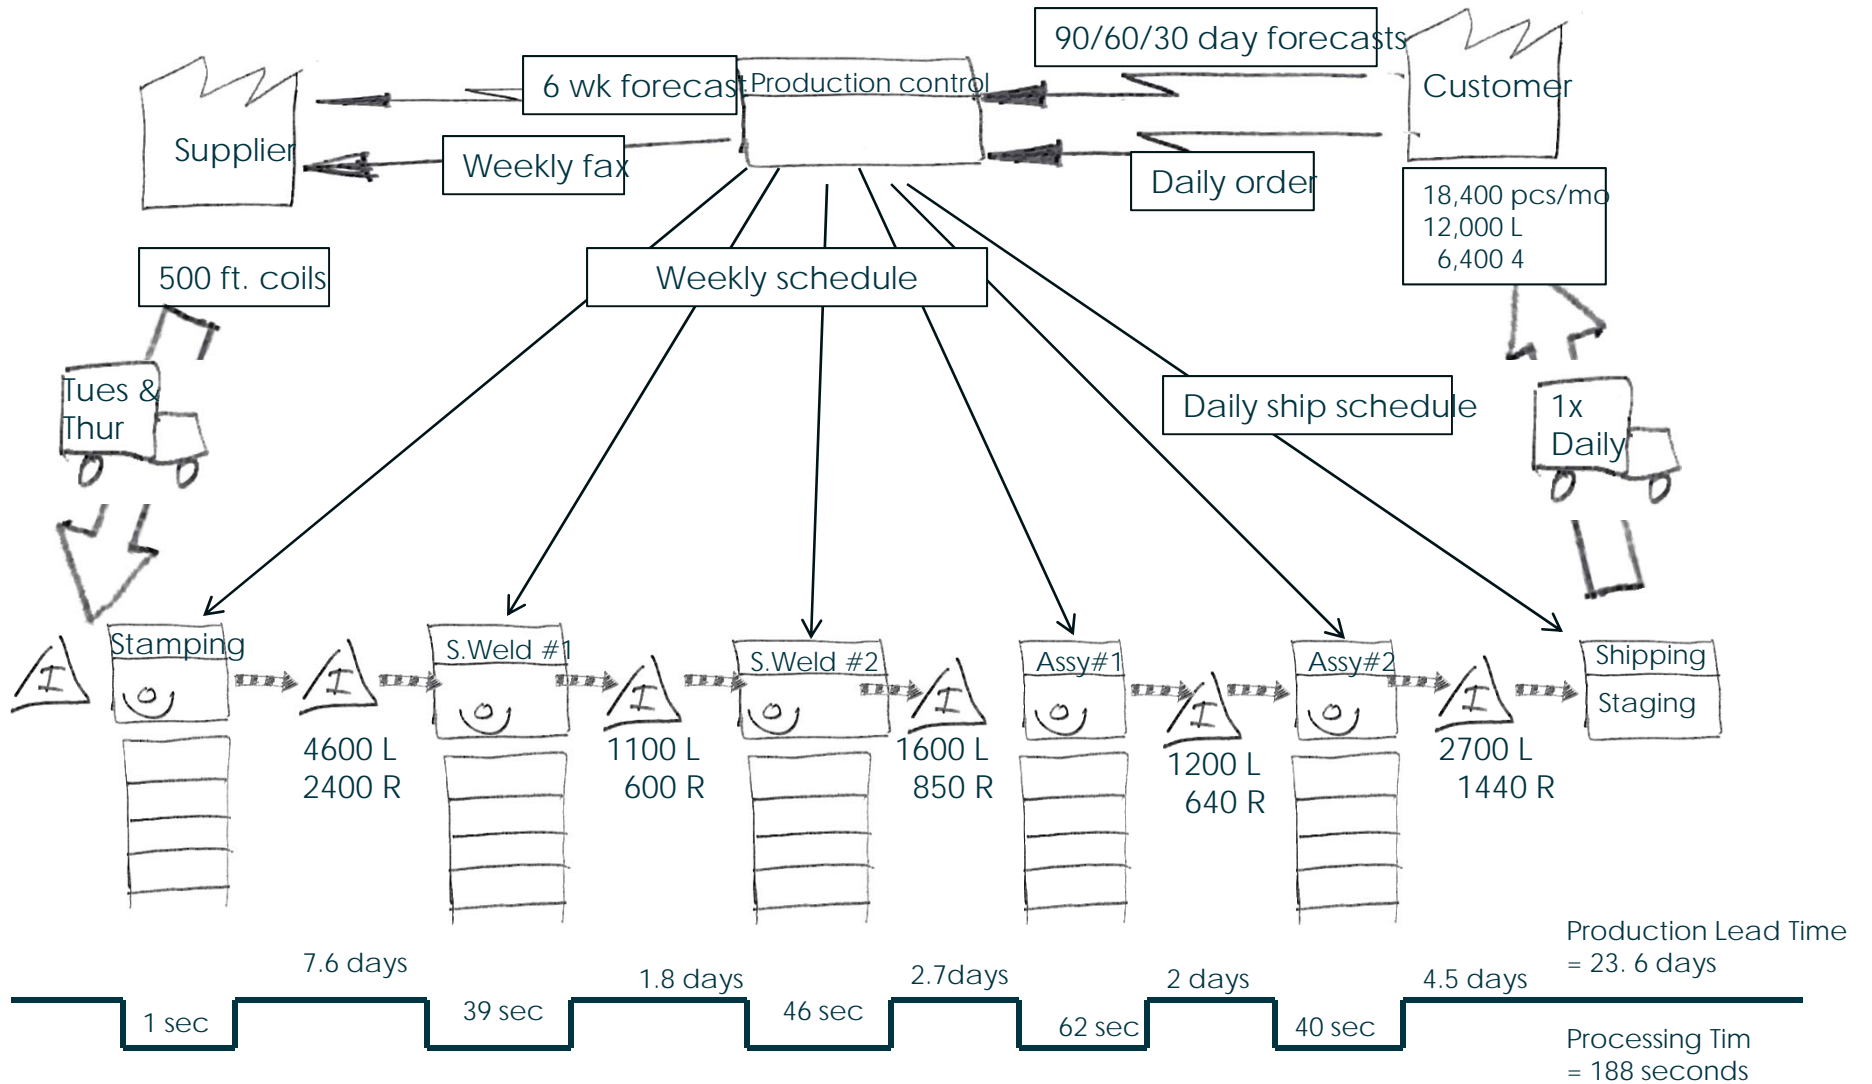 90/60/30 day forecasts
6 wk forecast
Production control
Customer
Supplier
Weekly fax
Daily order
18,400 pcs/mo
12,000 L
6,400 4
500 ft. coils
Weekly schedule
Tues &
Thur
Daily ship schedule
1x
Daily
I
Stamping
O
I
S.Weld #1
O
I
S.Weld #2
O
I
Assy#1
O
I
Assy#2
O
I
Shipping
Staging
4600 L
2400 R
1100 L
600 R
1600 L
850 R
1200 L
640 R
2700 L
1440 R
7.6 days
1.8 days
2.7days
2 days
4.5 days
Production Lead Time
= 23. 6 days
1 sec
39 sec
46 sec
62 sec
40 sec
Processing Tim
= 188 seconds